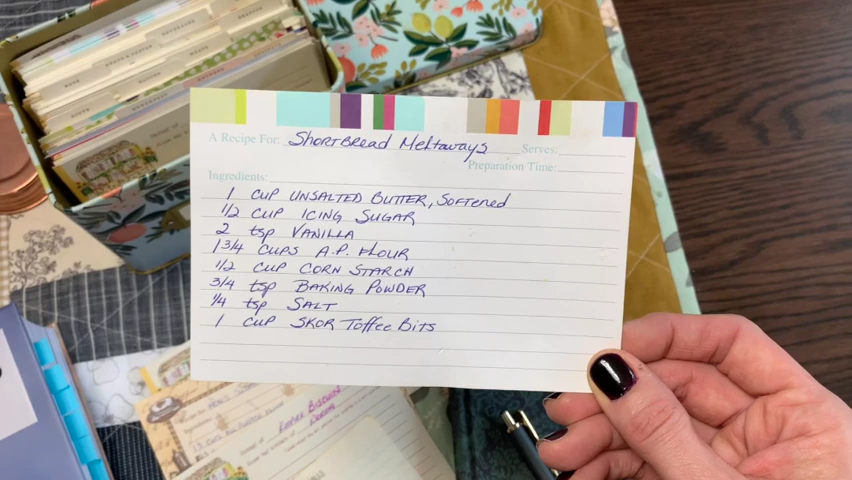 A Recipe For: Shortbread Meltaways Serves:
Preparation Time:
Ingredients:
1 cup unsalted butter, softened
1/2 cup icing sugar
2 tsp vanilla
1 3/4 cups A.P. flour
1/2 cup corn starch
3/4 tsp baking powder
1/4 tsp salt
1 cup SKOR Toffee Bits